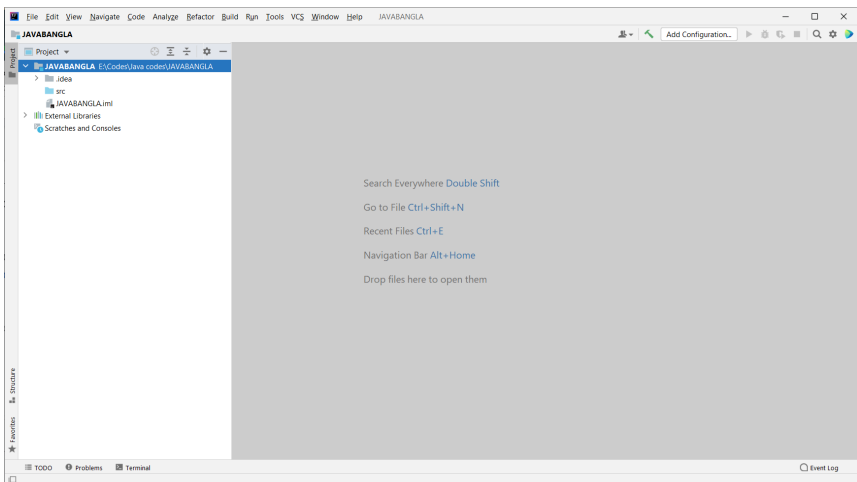 File Edit View Navigate Code Analyze Refactor Build Run Tools VCS Window Help JAVABANGLA
JAVABANGLA Add Configuration...
Project
Project
JAVABANGLA E:\Codes\Java codes\JAVABANGLA
.idea
src
JAVABANGLA.iml
External Libraries
Scratches and Consoles
Search Everywhere Double Shift
Go to File Ctrl+Shift+N
Recent Files Ctrl+E
Navigation Bar Alt+Home
Drop files here to open them
Structure
Favorites
TODO Problems Terminal Event Log